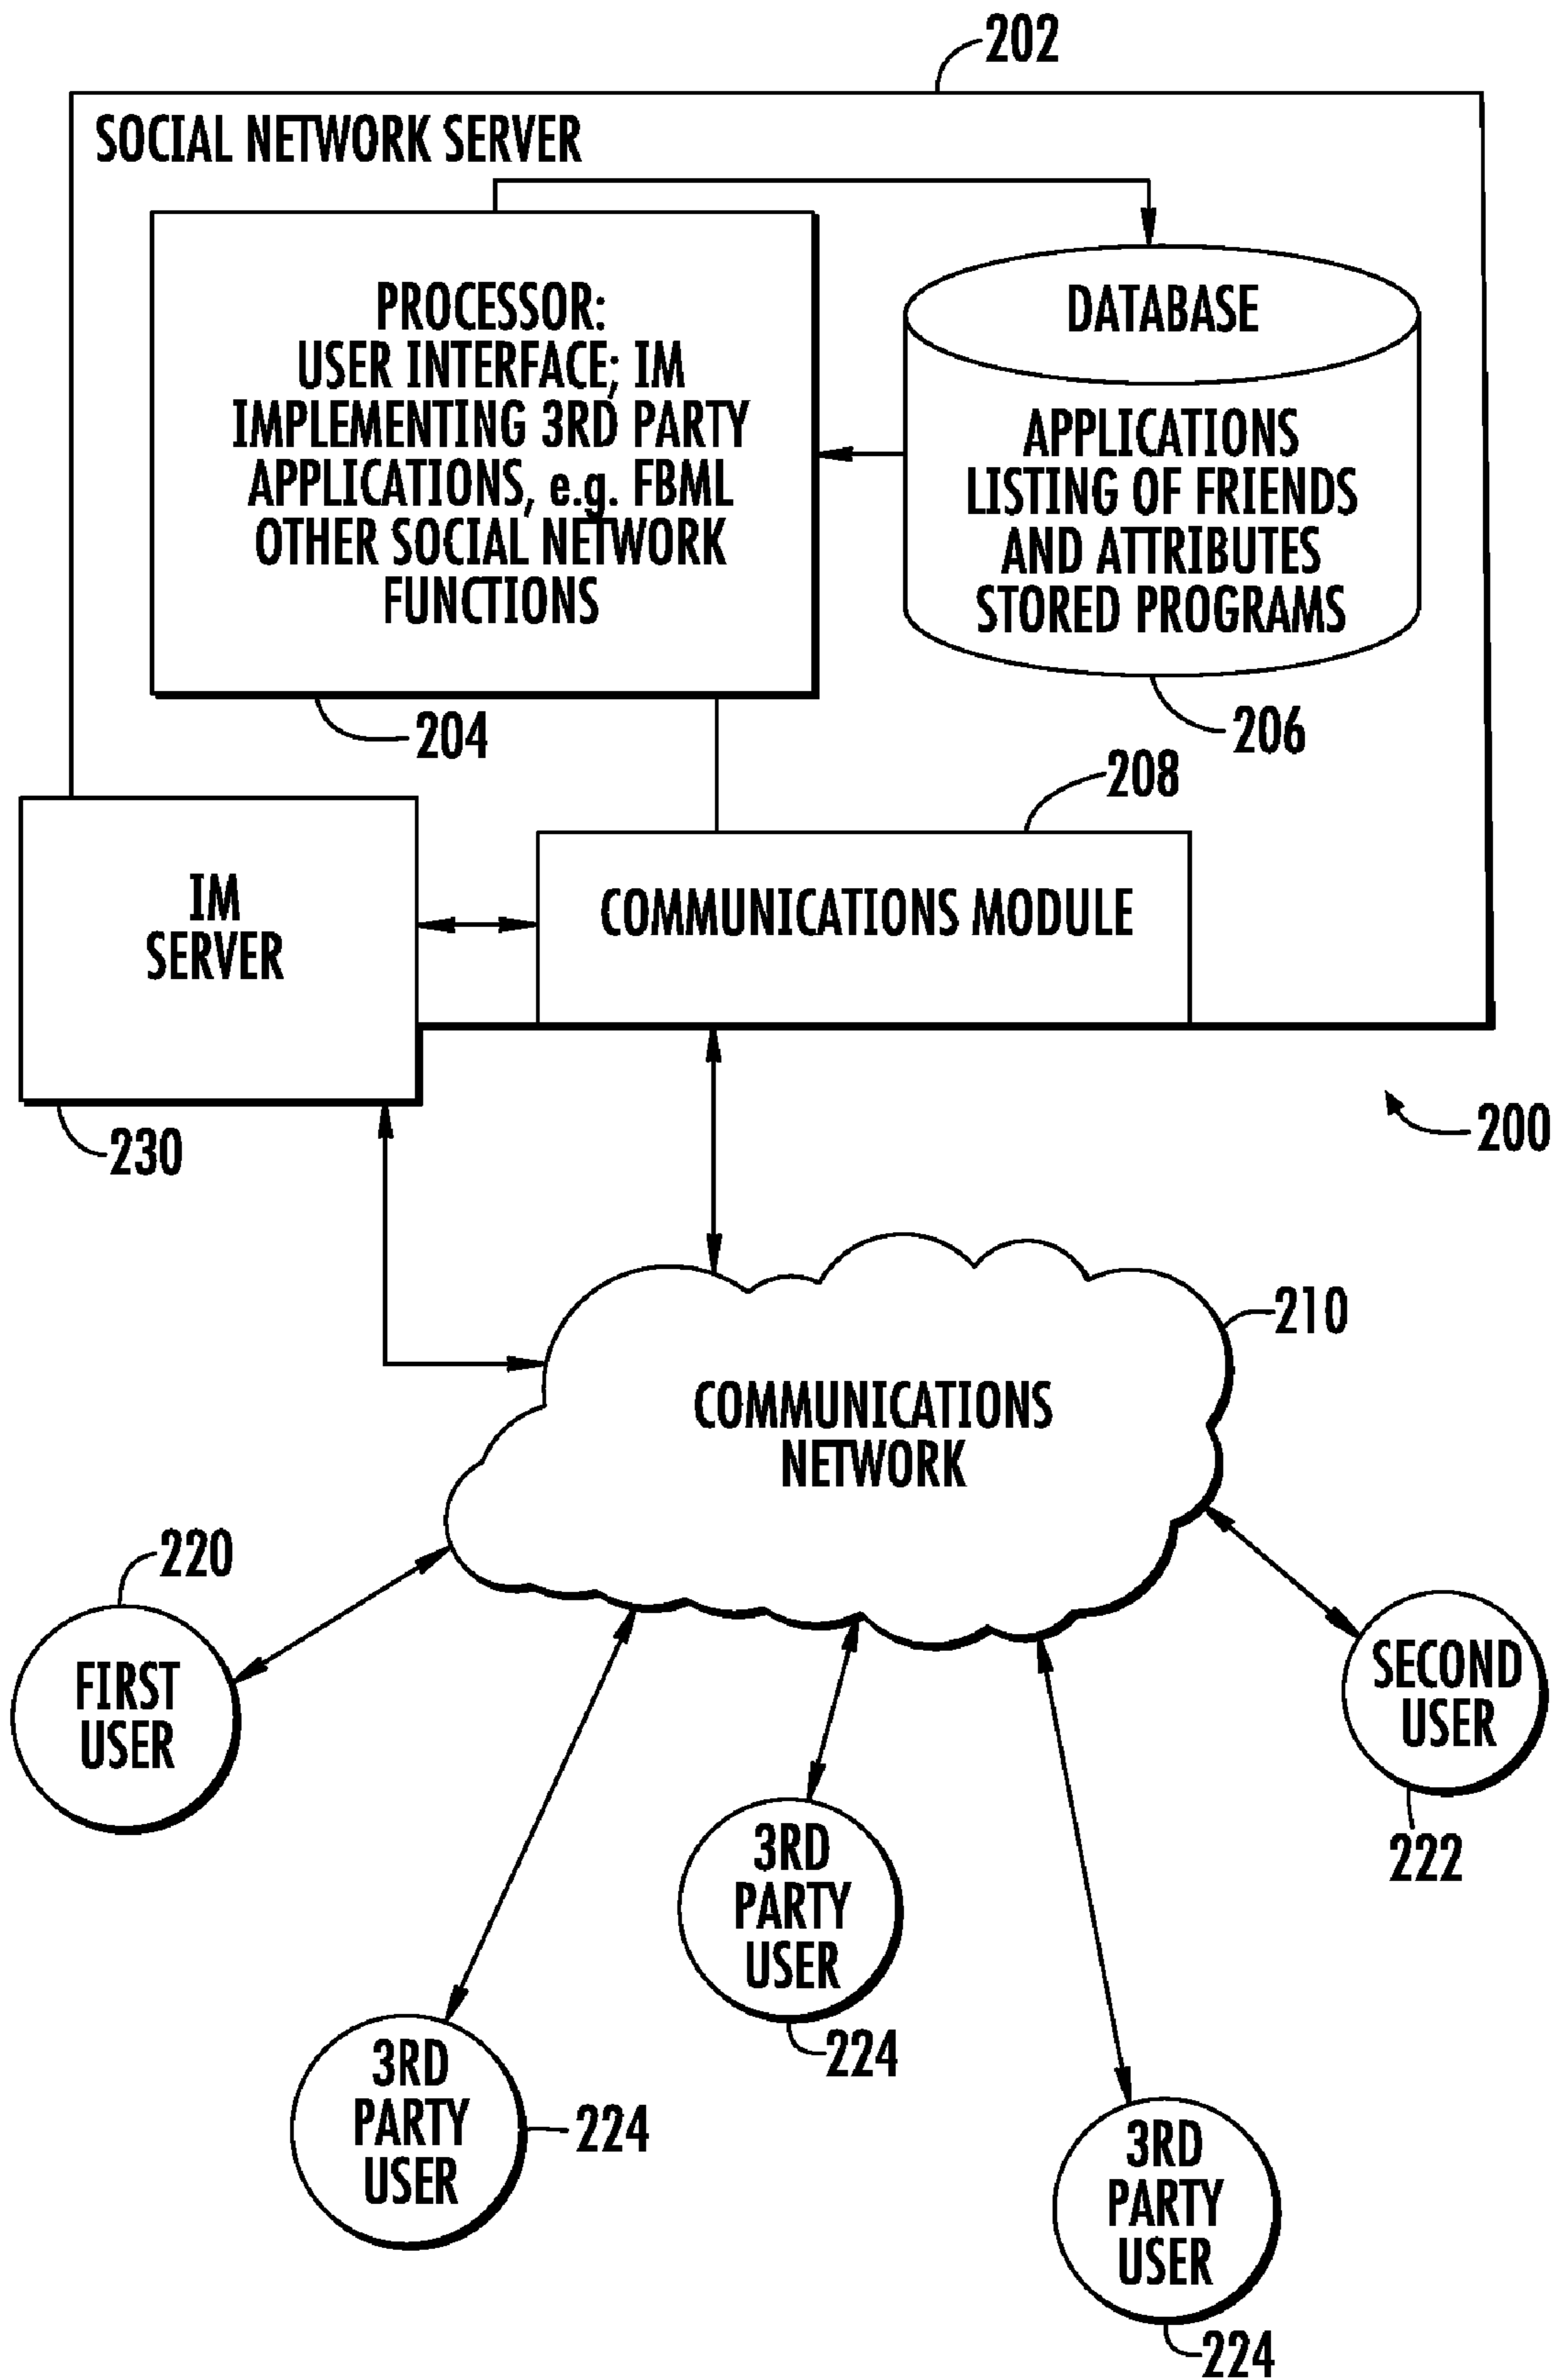 202
SOCIAL NETWORK SERVER
PROCESSOR:
USER INTERFACE; IM
IMPLEMENTING 3RD PARTY
APPLICATIONS, e.g. FBML
OTHER SOCIAL NETWORK
FUNCTIONS
204
DATABASE
APPLICATIONS
LISTING OF FRIENDS
AND ATTRIBUTES
STORED PROGRAMS
206
208
IM
SERVER
230
COMMUNICATIONS MODULE
200
210
COMMUNICATIONS
NETWORK
220
FIRST
USER
SECOND
USER
222
3RD
PARTY
USER
224
3RD
PARTY
USER
224
3RD
PARTY
USER
224